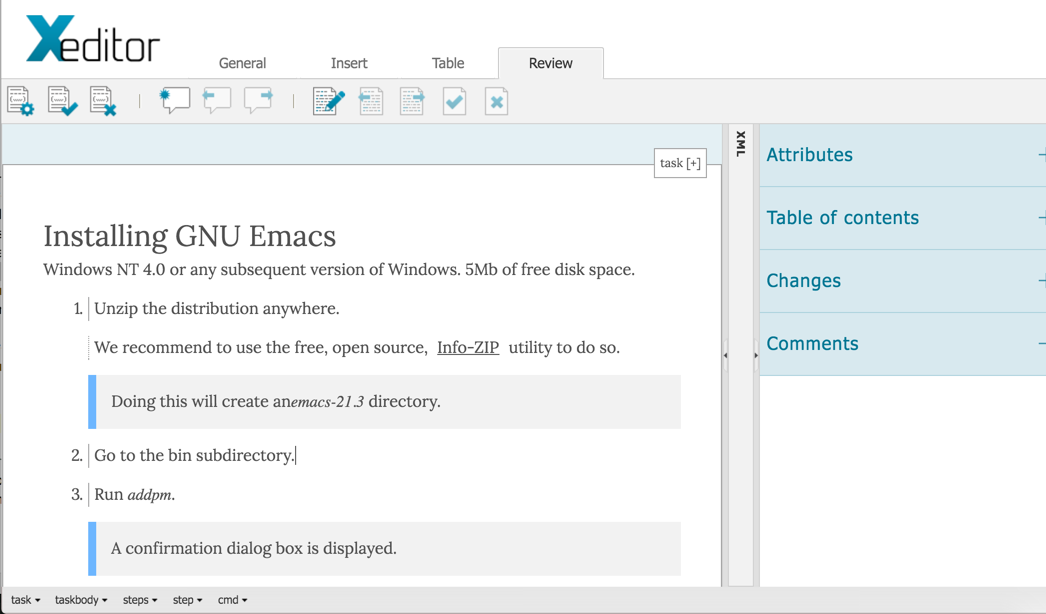 Xeditor
General Insert Table Review
XML
task [+]
Attributes
Table of contents
Changes
Comments
Installing GNU Emacs
Windows NT 4.0 or any subsequent version of Windows. 5Mb of free disk space.
1. Unzip the distribution anywhere.
We recommend to use the free, open source, Info-ZIP utility to do so.
Doing this will create anemacs-21.3 directory.
2. Go to the bin subdirectory.
3. Run addpm.
A confirmation dialog box is displayed.
task taskbody steps step cmd